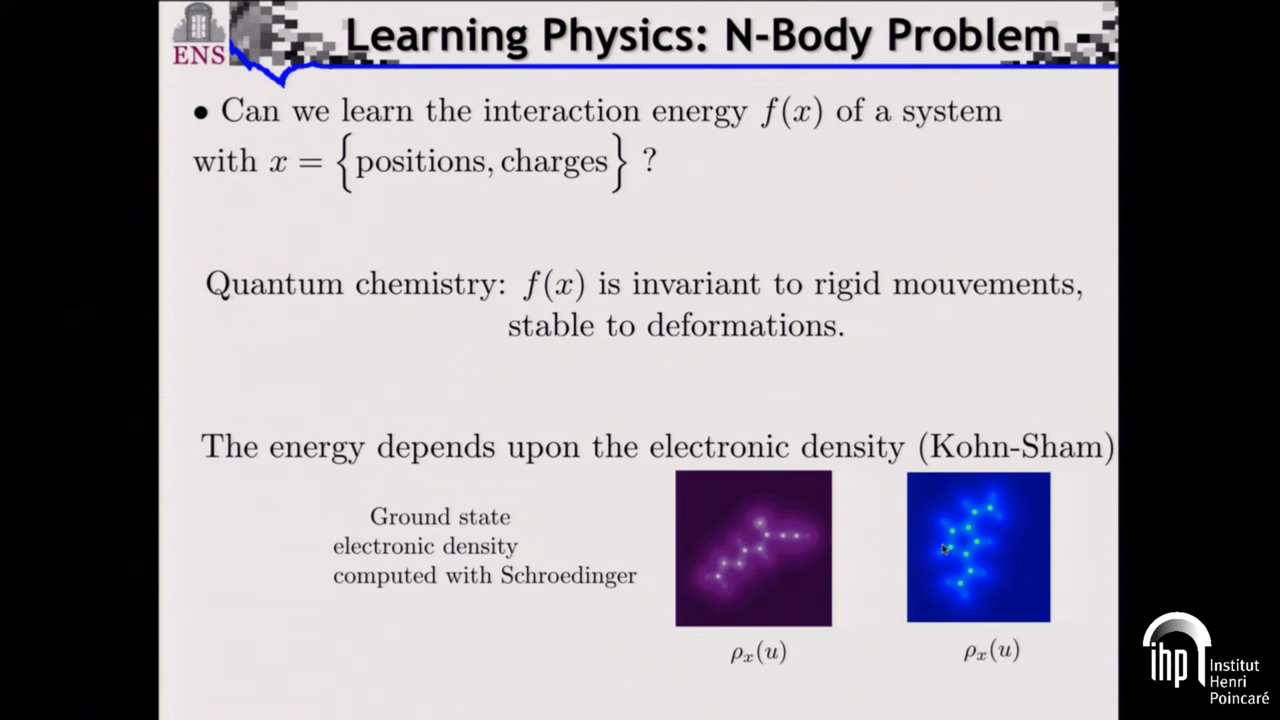 ENS
Learning Physics: N-Body Problem
• Can we learn the interaction energy f(x) of a system
with x = {positions, charges} ?
Quantum chemistry: f(x) is invariant to rigid mouvements,
stable to deformations.
The energy depends upon the electronic density (Kohn-Sham)
Ground state
electronic density
computed with Schroedinger
ρₓ(u)
ρₓ(u)
ihp
Institut
Henri
Poincaré